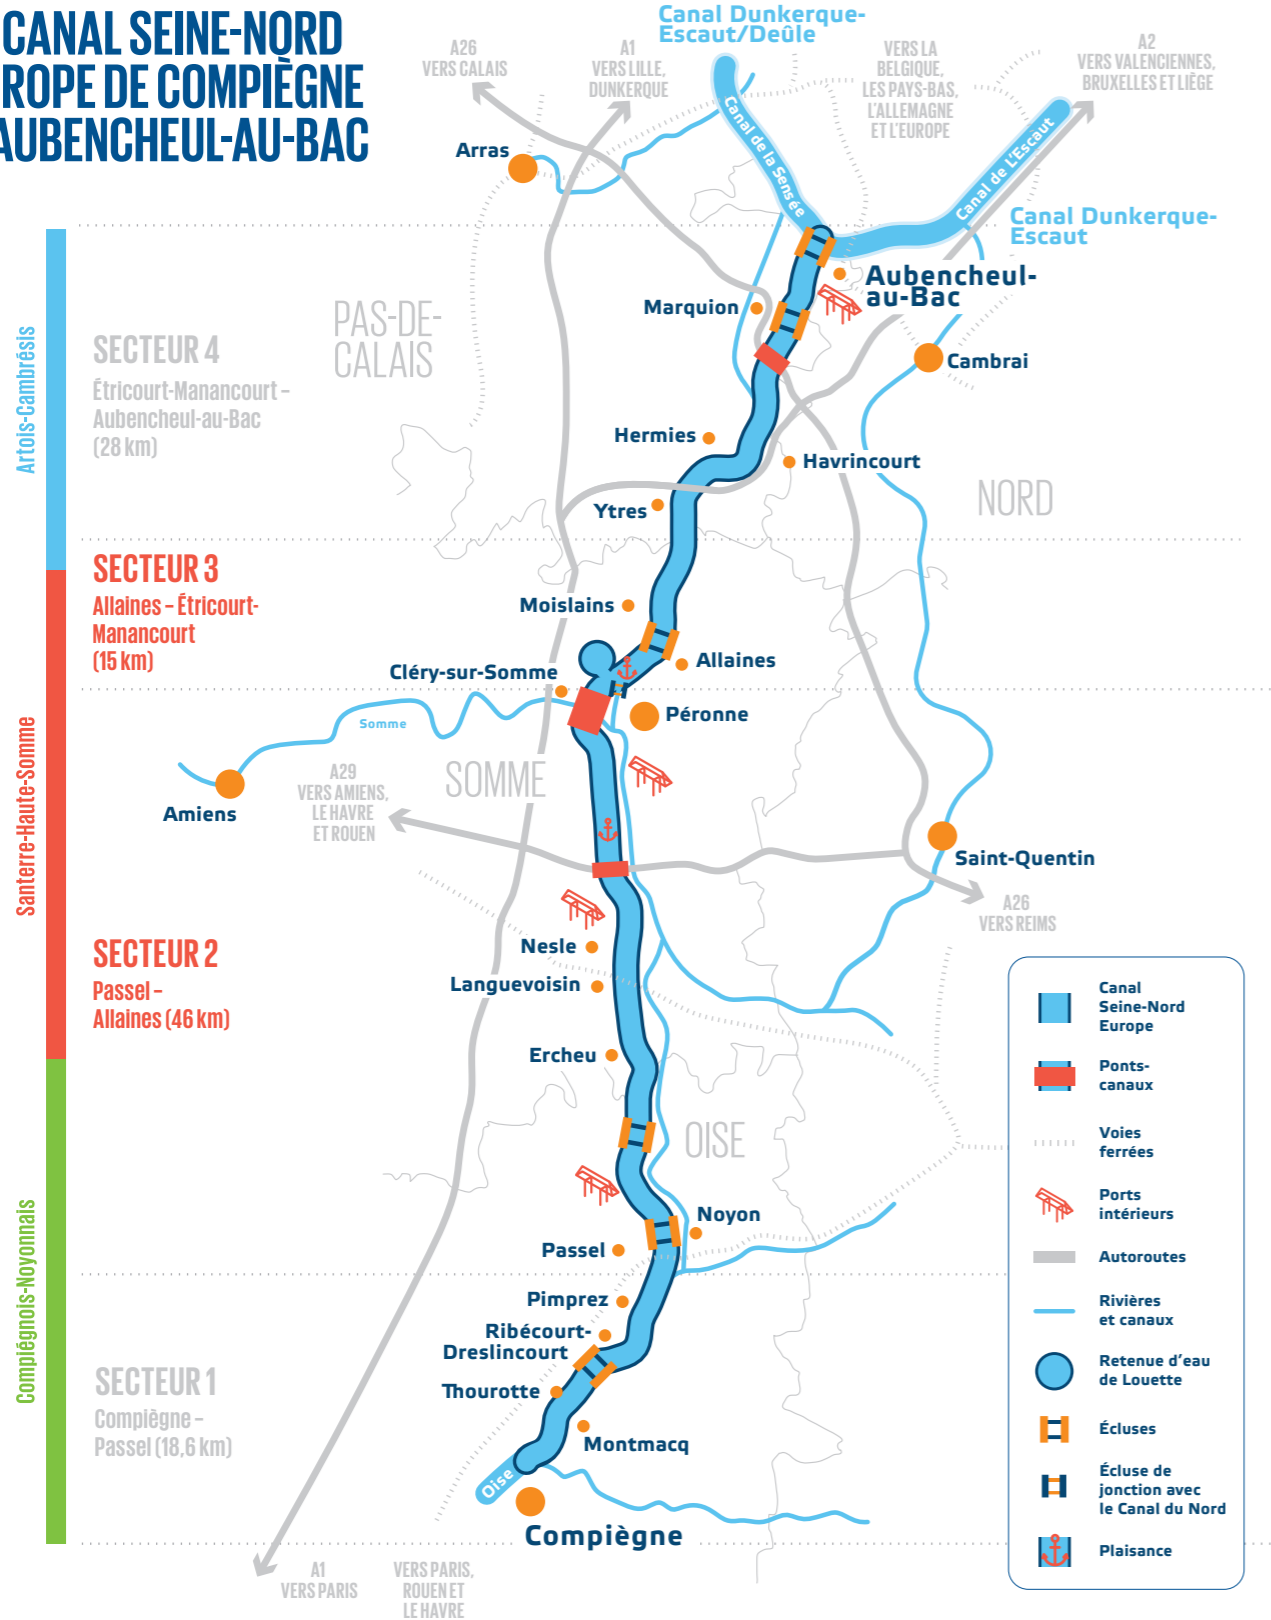 CANAL SEINE-NORD
ROPE DE COMPIÈGNE
AUBENCHEUL-AU-BAC
Canal Dunkerque-
Escaut/Deûle
A26
VERS CALAIS
A1
VERS LILLE,
DUNKERQUE
VERS LA
BELGIQUE,
LES PAYS-BAS,
L'ALLEMAGNE
ET L'EUROPE
A2
VERS VALENCIENNES,
BRUXELLES ET LIÈGE
Arras
Canal de la Sensée
Canal de L'Escaut
Canal Dunkerque-
Escaut
Aubencheul-
au-Bac
Marquion
Cambrai
PAS-DE-
CALAIS
Artois-Cambrésis
SECTEUR 4
Étricourt-Manancourt –
Aubencheul-au-Bac
(28 km)
Hermies
Havrincourt
NORD
Ytres
SECTEUR 3
Allaines – Étricourt-
Manancourt
(15 km)
Moislains
Allaines
Cléry-sur-Somme
Péronne
Somme
SOMME
Amiens
A29
VERS AMIENS,
LE HAVRE
ET ROUEN
Santerre-Haute-Somme
Saint-Quentin
A26
VERS REIMS
SECTEUR 2
Passel –
Allaines (46 km)
Nesle
Languevoisin
Ercheu
OISE
Noyon
Passel
Pimprez
Ribécourt-
Dreslincourt
Thourotte
Montmacq
Compiégnois-Noyonnais
SECTEUR 1
Compiègne –
Passel (18,6 km)
Oise
Compiègne
A1
VERS PARIS
VERS PARIS,
ROUEN ET
LE HAVRE
Canal
Seine-Nord
Europe
Ponts-
canaux
Voies
ferrées
Ports
intérieurs
Autoroutes
Rivières
et canaux
Retenue d'eau
de Louette
Écluses
Écluse de
jonction avec
le Canal du Nord
Plaisance